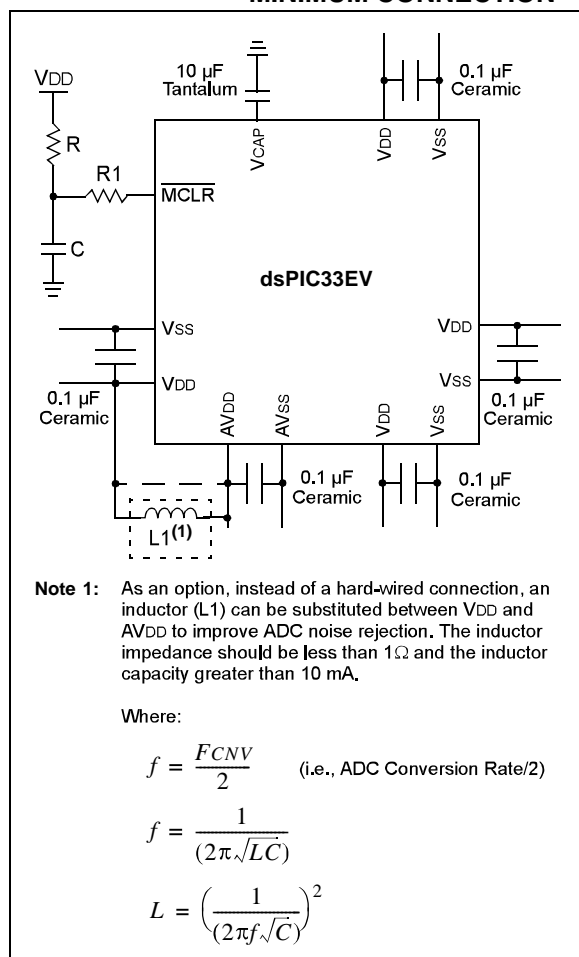 MINIMUM CONNECTION
10 µF
Tantalum
0.1 µF
Ceramic
VDD
R
R1
C
MCLR
VCAP
VDD
VSS
dsPIC33EV
VSS
VDD
0.1 µF
Ceramic
VDD
VSS
0.1 µF
Ceramic
AVDD
AVSS
VDD
VSS
0.1 µF
Ceramic
0.1 µF
Ceramic
L1(1)
Note 1: As an option, instead of a hard-wired connection, an
inductor (L1) can be substituted between VDD and
AVDD to improve ADC noise rejection. The inductor
impedance should be less than 1Ω and the inductor
capacity greater than 10 mA.
Where:
f = FCNV / 2 (i.e., ADC Conversion Rate/2)
f = 1 / (2π√LC)
L = (1 / (2πf√C))²